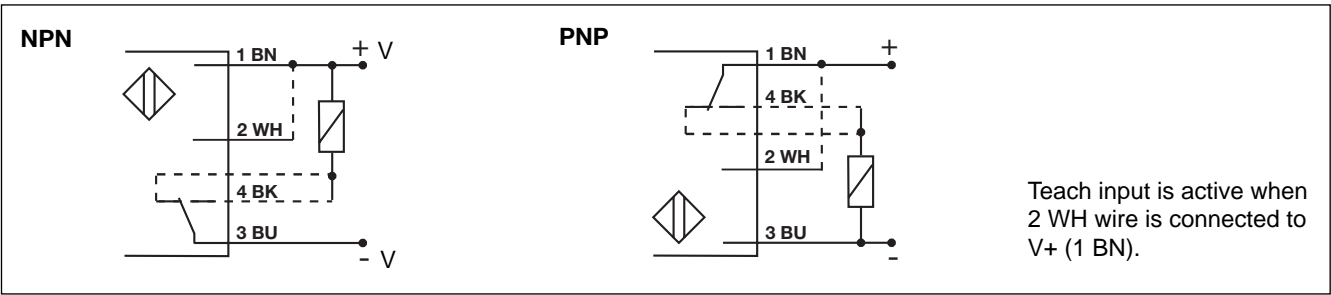 NPN
1 BN
+ V
2 WH
4 BK
3 BU
- V
PNP
1 BN
+
4 BK
2 WH
3 BU
-
Teach input is active when
2 WH wire is connected to
V+ (1 BN).